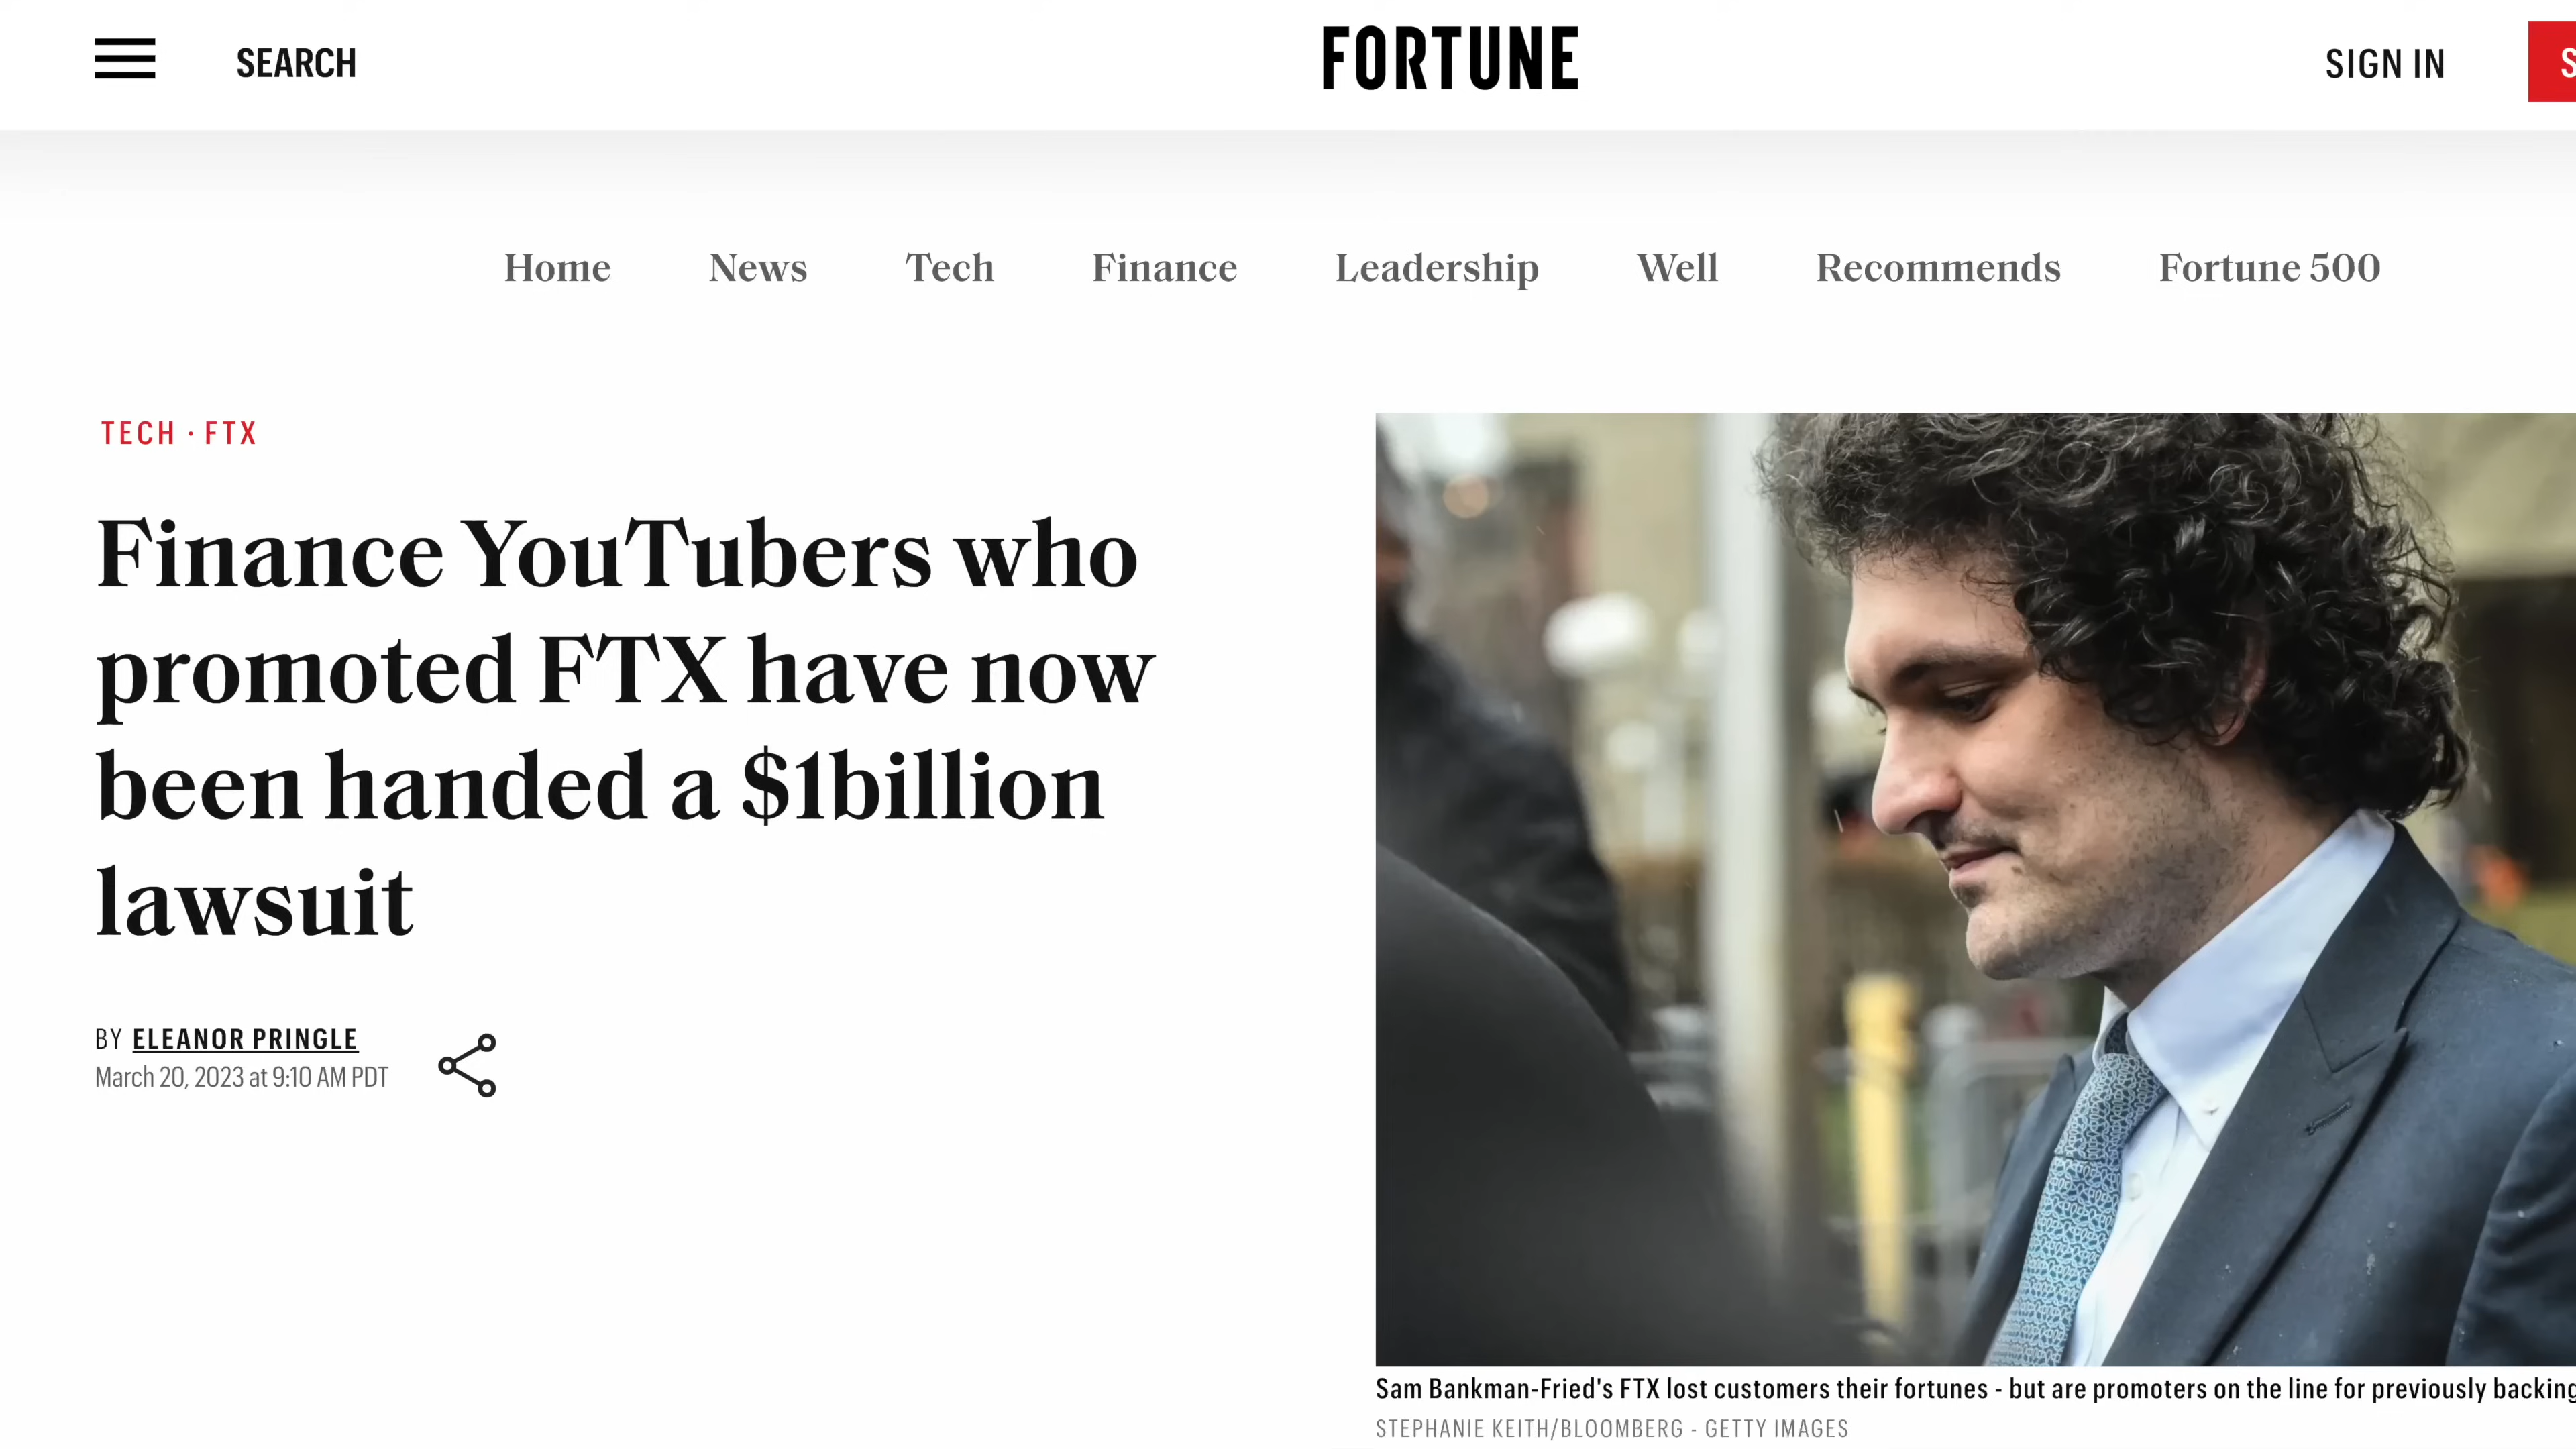 SEARCH
FORTUNE
SIGN IN
Home News Tech Finance Leadership Well Recommends Fortune 500
TECH · FTX
Finance YouTubers who
promoted FTX have now
been handed a $1billion
lawsuit
BY ELEANOR PRINGLE
March 20, 2023 at 9:10 AM PDT
Sam Bankman-Fried's FTX lost customers their fortunes - but are promoters on the line for previously backing
STEPHANIE KEITH/BLOOMBERG - GETTY IMAGES